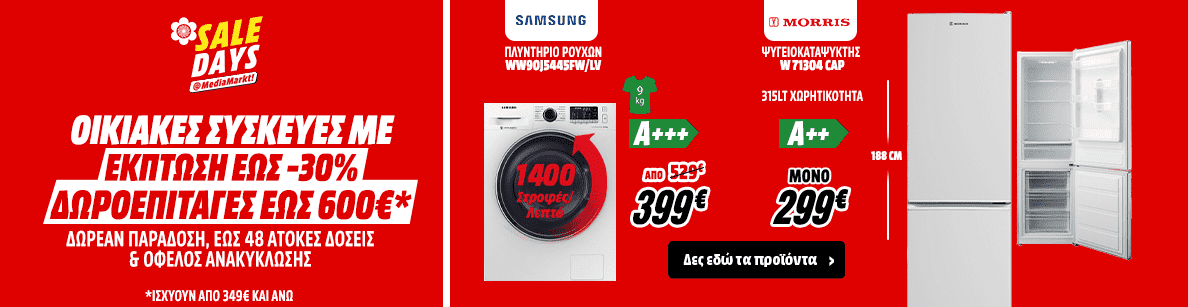 SALE
DAYS
@MediaMarkt!
ΟΙΚΙΑΚΕΣ ΣΥΣΚΕΥΕΣ ΜΕ
ΕΚΠΤΩΣΗ ΕΩΣ -30%
ΔΩΡΟΕΠΙΤΑΓΕΣ ΕΩΣ 600€*
ΔΩΡΕΑΝ ΠΑΡΑΔΟΣΗ, ΕΩΣ 48 ΑΤΟΚΕΣ ΔΟΣΕΙΣ
& ΟΦΕΛΟΣ ΑΝΑΚΥΚΛΩΣΗΣ
*ΙΣΧΥΟΥΝ ΑΠΟ 349€ ΚΑΙ ΑΝΩ
SAMSUNG
ΠΛΥΝΤΗΡΙΟ ΡΟΥΧΩΝ
WW90J5445FW/LV
9
kg
SAMSUNG
1400
Στροφές/
Λεπτό
A+++
ΑΠΟ 529€
399€
MORRIS
ΨΥΓΕΙΟΚΑΤΑΨΥΚΤΗΣ
W 71304 CAP
315LT ΧΩΡΗΤΙΚΟΤΗΤΑ
A++
ΜΟΝΟ
299€
188 CM
MORRIS
Δες εδώ τα προϊόντα ›